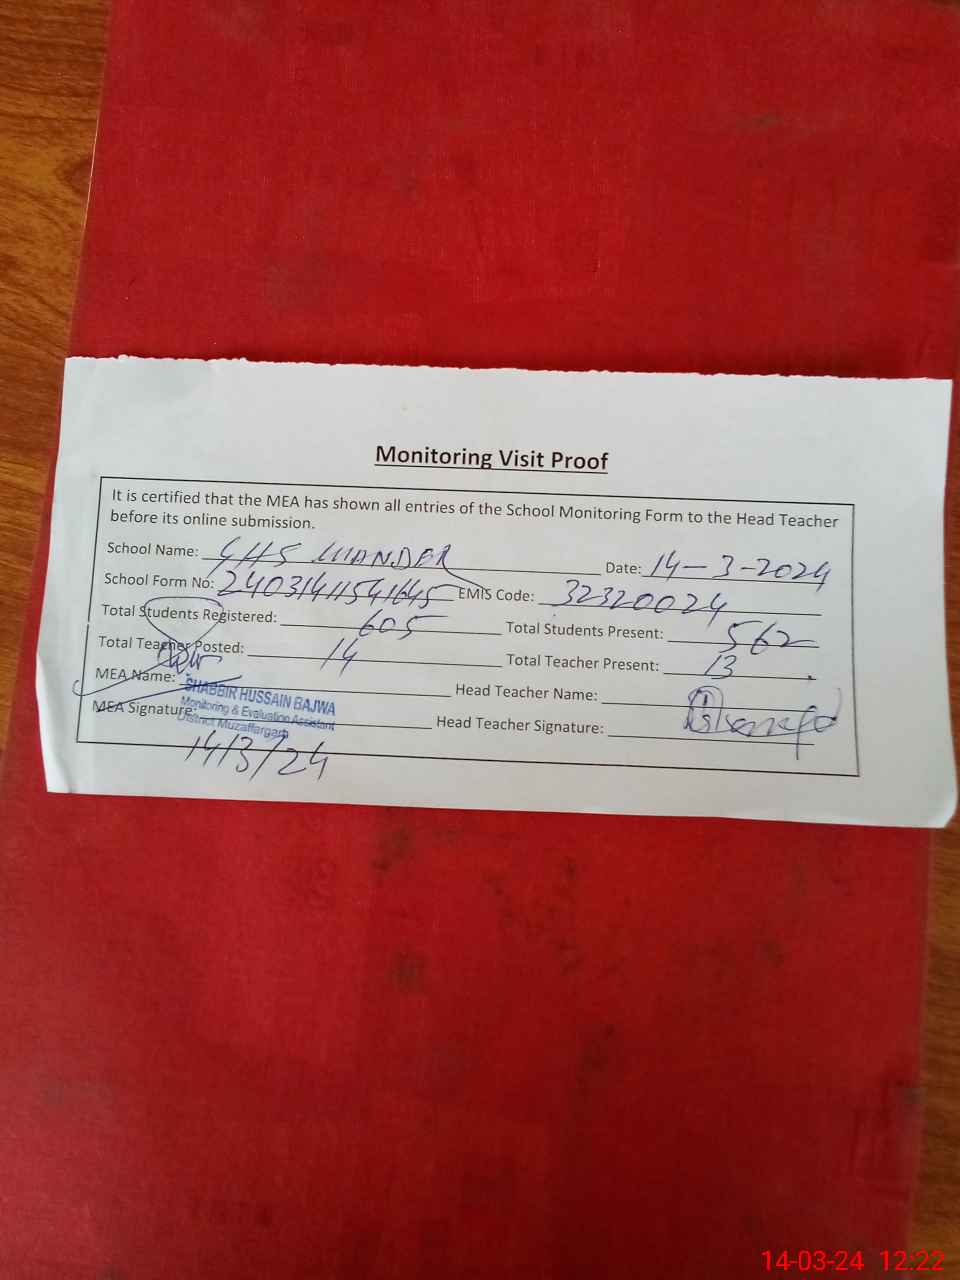 Monitoring Visit Proof
It is certified that the MEA has shown all entries of the School Monitoring Form to the Head Teacher
before its online submission.
School Name: GHS WANDER Date: 14-3-2024
School Form No: EMIS Code: 32320024
Total Students Registered: 605 Total Students Present: 562
Total Teacher Posted: 14 Total Teacher Present: 13
MEA Name: Head Teacher Name:
SHABBIR HUSSAIN BAJWA
Monitoring & Evaluation Assistant
District Muzaffargarh
MEA Signature: Head Teacher Signature:
14/3/24
14-03-24 12:22